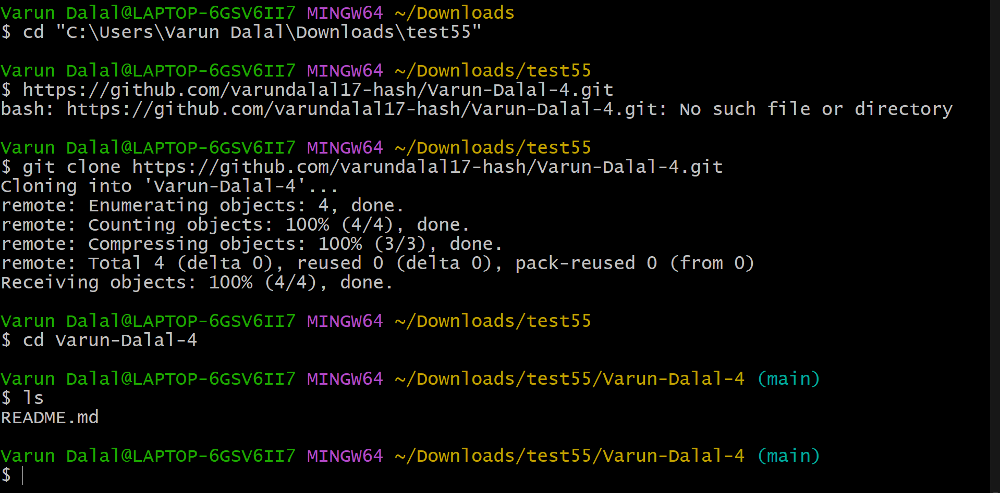 Varun Dalal@LAPTOP-6GSV6II7 MINGW64 ~/Downloads
$ cd "C:\Users\Varun Dalal\Downloads\test55"
Varun Dalal@LAPTOP-6GSV6II7 MINGW64 ~/Downloads/test55
$ https://github.com/varundalal17-hash/Varun-Dalal-4.git
bash: https://github.com/varundalal17-hash/Varun-Dalal-4.git: No such file or directory
Varun Dalal@LAPTOP-6GSV6II7 MINGW64 ~/Downloads/test55
$ git clone https://github.com/varundalal17-hash/Varun-Dalal-4.git
Cloning into 'Varun-Dalal-4'...
remote: Enumerating objects: 4, done.
remote: Counting objects: 100% (4/4), done.
remote: Compressing objects: 100% (3/3), done.
remote: Total 4 (delta 0), reused 0 (delta 0), pack-reused 0 (from 0)
Receiving objects: 100% (4/4), done.
Varun Dalal@LAPTOP-6GSV6II7 MINGW64 ~/Downloads/test55
$ cd Varun-Dalal-4
Varun Dalal@LAPTOP-6GSV6II7 MINGW64 ~/Downloads/test55/Varun-Dalal-4 (main)
$ ls
README.md
Varun Dalal@LAPTOP-6GSV6II7 MINGW64 ~/Downloads/test55/Varun-Dalal-4 (main)
$